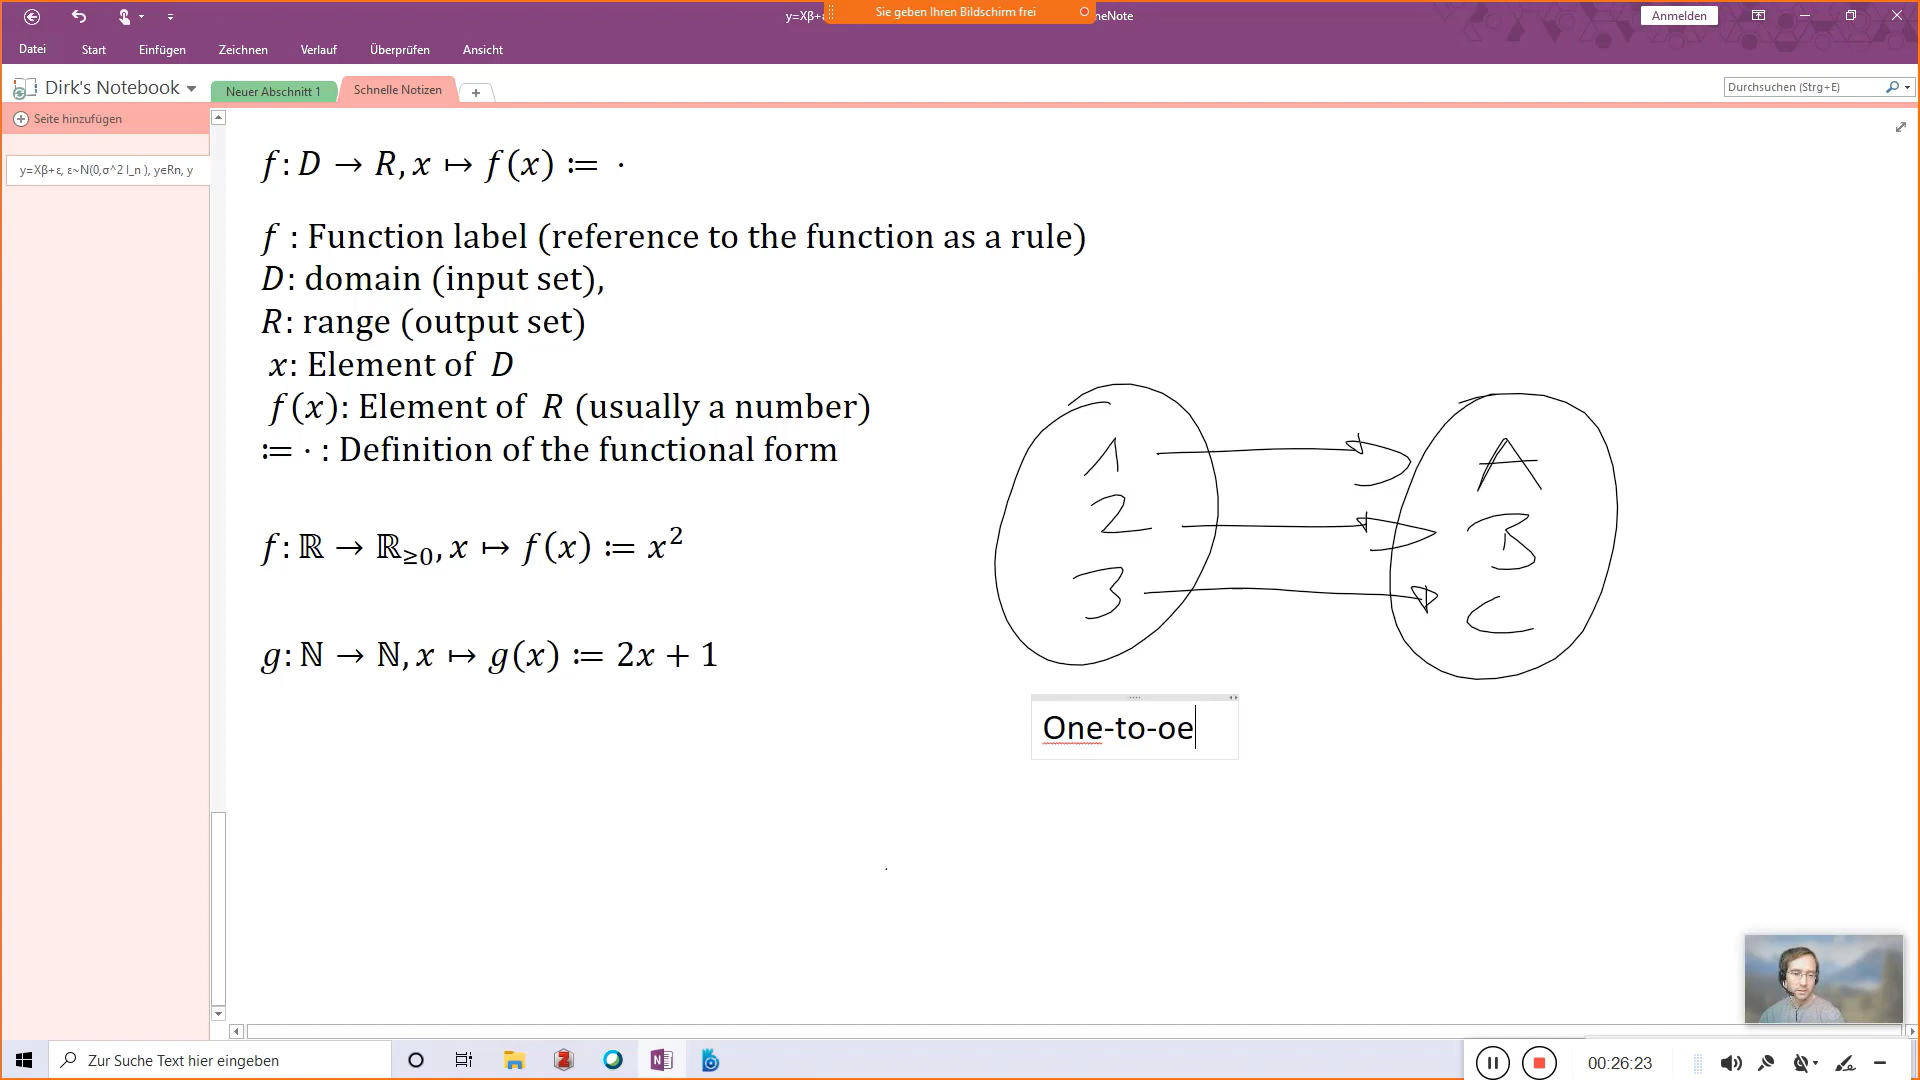 y=Xβ+ε
Sie geben Ihren Bildschirm frei
neNote
Anmelden
Datei Start Einfügen Zeichnen Verlauf Überprüfen Ansicht
Dirk's Notebook
Neuer Abschnitt 1
Schnelle Notizen
Durchsuchen (Strg+E)
Seite hinzufügen
y=Xβ+ε, ε~N(0,σ^2 I_n ), y∈Rn, y
f: D → R, x ↦ f(x) ≔ ·
f : Function label (reference to the function as a rule)
D: domain (input set),
R: range (output set)
x: Element of D
f(x): Element of R (usually a number)
≔ · : Definition of the functional form
f: ℝ → ℝ≥0, x ↦ f(x) ≔ x²
g: ℕ → ℕ, x ↦ g(x) ≔ 2x + 1
1 A
2 B
3 C
One-to-oe
Zur Suche Text hier eingeben
00:26:23